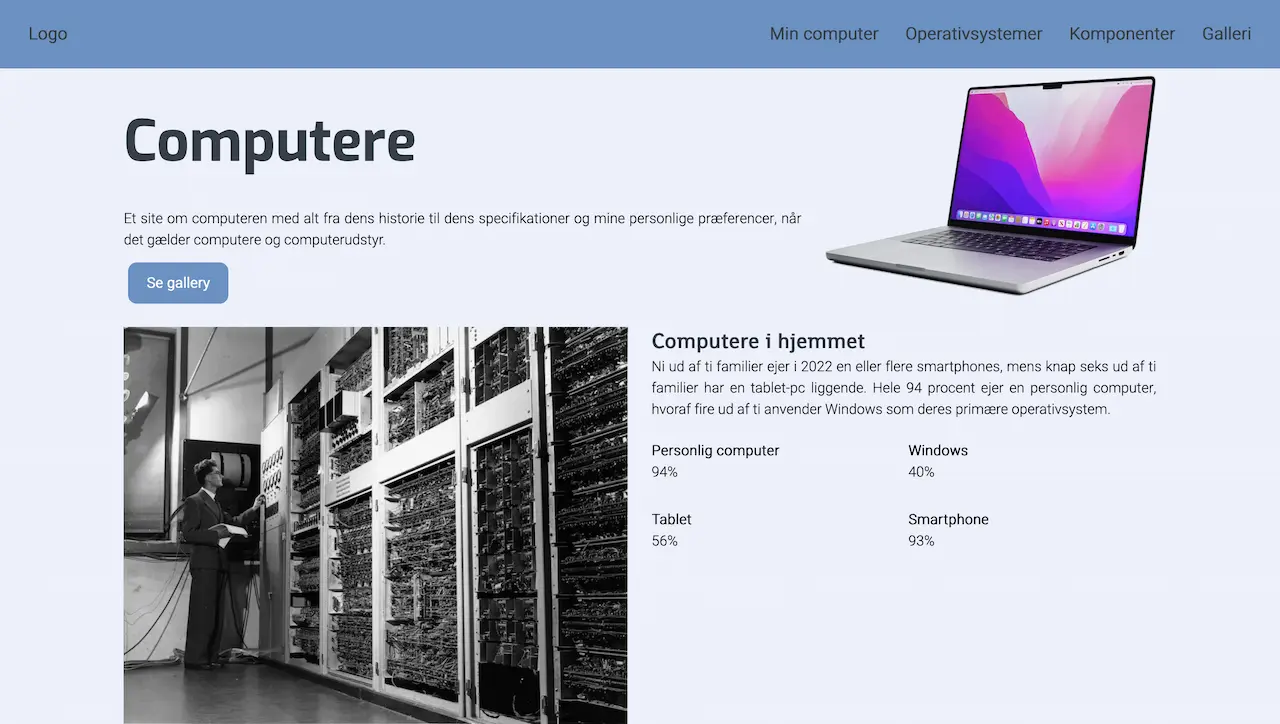 Logo
Min computer
Operativsystemer
Komponenter
Galleri
Computere
Et site om computeren med alt fra dens historie til dens specifikationer og mine personlige præferencer, når
det gælder computere og computerudstyr.
Se gallery
Computere i hjemmet
Ni ud af ti familier ejer i 2022 en eller flere smartphones, mens knap seks ud af ti
familier har en tablet-pc liggende. Hele 94 procent ejer en personlig computer,
hvoraf fire ud af ti anvender Windows som deres primære operativsystem.
Personlig computer
94%
Windows
40%
Tablet
56%
Smartphone
93%